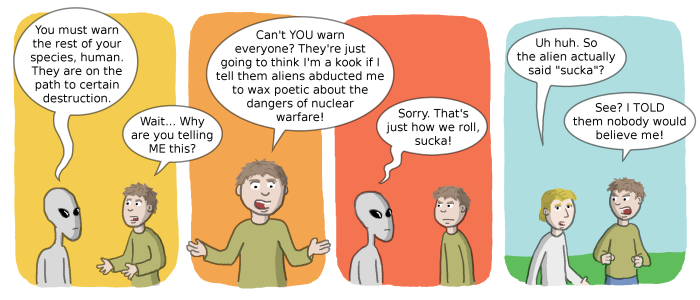 You must warn
the rest of your
species, human.
They are on the
path to certain
destruction.
Wait... Why
are you telling
ME this?
Can't YOU warn
everyone? They're just
going to think I'm a kook if I
tell them aliens abducted me
to wax poetic about the
dangers of nuclear
warfare!
Sorry. That's
just how we roll,
sucka!
Uh huh. So
the alien actually
said "sucka"?
See? I TOLD
them nobody would
believe me!